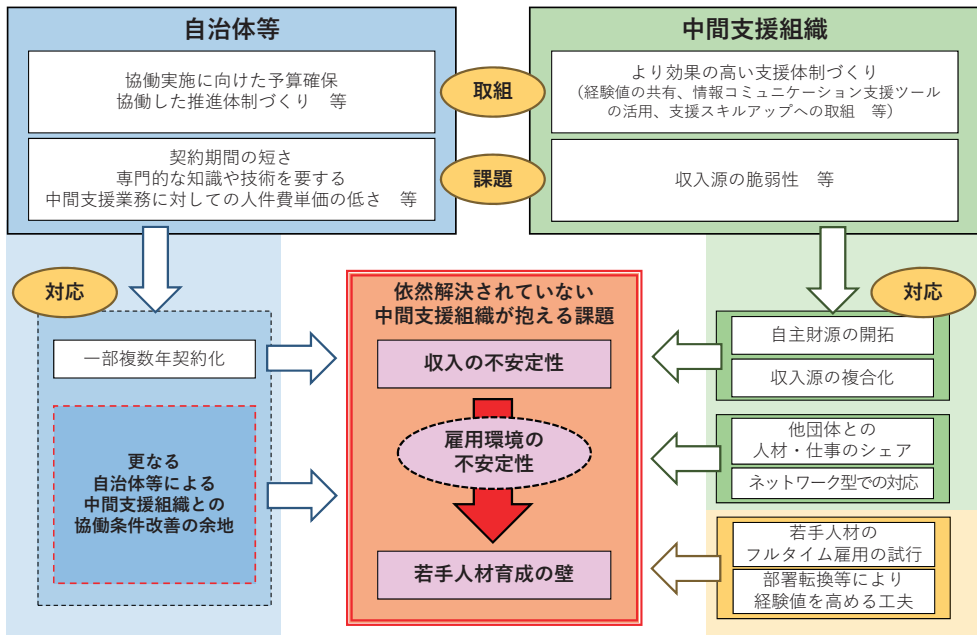 自治体等
協働実施に向けた予算確保
協働した推進体制づくり　等
契約期間の短さ
専門的な知識や技術を要する
中間支援業務に対しての人件費単価の低さ　等
取組
課題
中間支援組織
より効果の高い支援体制づくり
（経験値の共有、情報コミュニケーション支援ツール
の活用、支援スキルアップへの取組　等）
収入源の脆弱性　等
対応
一部複数年契約化
更なる
自治体等による
中間支援組織との
協働条件改善の余地
依然解決されていない
中間支援組織が抱える課題
収入の不安定性
雇用環境の
不安定性
若手人材育成の壁
対応
自主財源の開拓
収入源の複合化
他団体との
人材・仕事のシェア
ネットワーク型での対応
若手人材の
フルタイム雇用の試行
部署転換等により
経験値を高める工夫